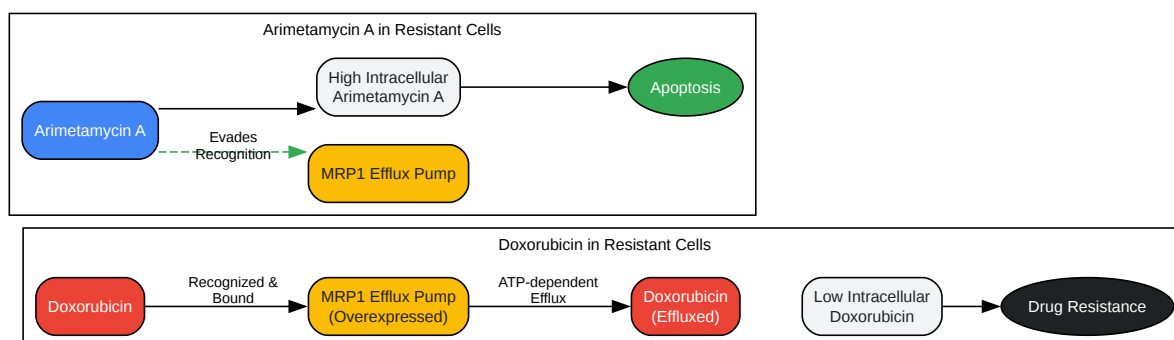 Arimetamycin A in Resistant Cells
High Intracellular
Arimetamycin A
Apoptosis
Arimetamycin A
Evades
Recognition
MRP1 Efflux Pump
Doxorubicin in Resistant Cells
Doxorubicin
Recognized &
Bound
MRP1 Efflux Pump
(Overexpressed)
ATP-dependent
Efflux
Doxorubicin
(Effluxed)
Low Intracellular
Doxorubicin
Drug Resistance